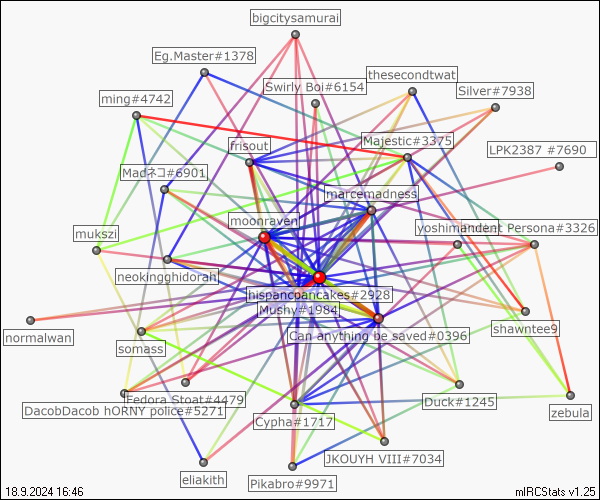 bigcitysamurai
Eg.Master#1378
thesecondtwat
Swirly Boi#6154
Silver#7938
ming#4742
frisout
Majestic#3375
LPK2387 #7690
Madネコ#6901
marcemadness
moonraven
yoshimand
ent Persona#3326
mukszi
neokingghidorah
hispancoancakes#2928
Mushy#1984
normalwan
Can anything be saved#0396
shawntee9
somass
Fedora Stoat#4479
DacobDacob hORNY police#5271
Duck#1245
zebula
Cypha#1717
JKOUYH VIII#7034
eliakith
Pikabro#9971
18.9.2024 16:46
mIRCStats v1.25